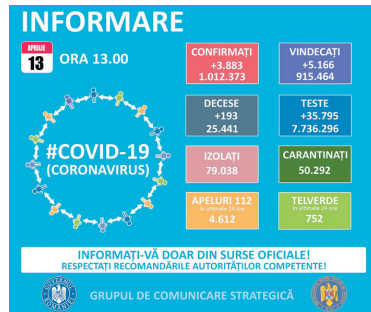 INFORMARE
APRILIE
13
ORA 13.00
CONFIRMAȚI
+3.883
1.012.373
VINDECAȚI
+5.166
915.464
DECESE
+193
25.441
TESTE
+35.795
7.736.296
#COVID-19
(CORONAVIRUS)
IZOLAȚI
79.038
CARANTINAȚI
50.292
APELURI 112
în ultimele 24 ore
4.612
TELVERDE
în ultimele 24 ore
752
INFORMAȚI-VĂ DOAR DIN SURSE OFICIALE!
RESPECTAȚI RECOMANDĂRILE AUTORITĂȚILOR COMPETENTE!
GRUPUL DE COMUNICARE STRATEGICĂ